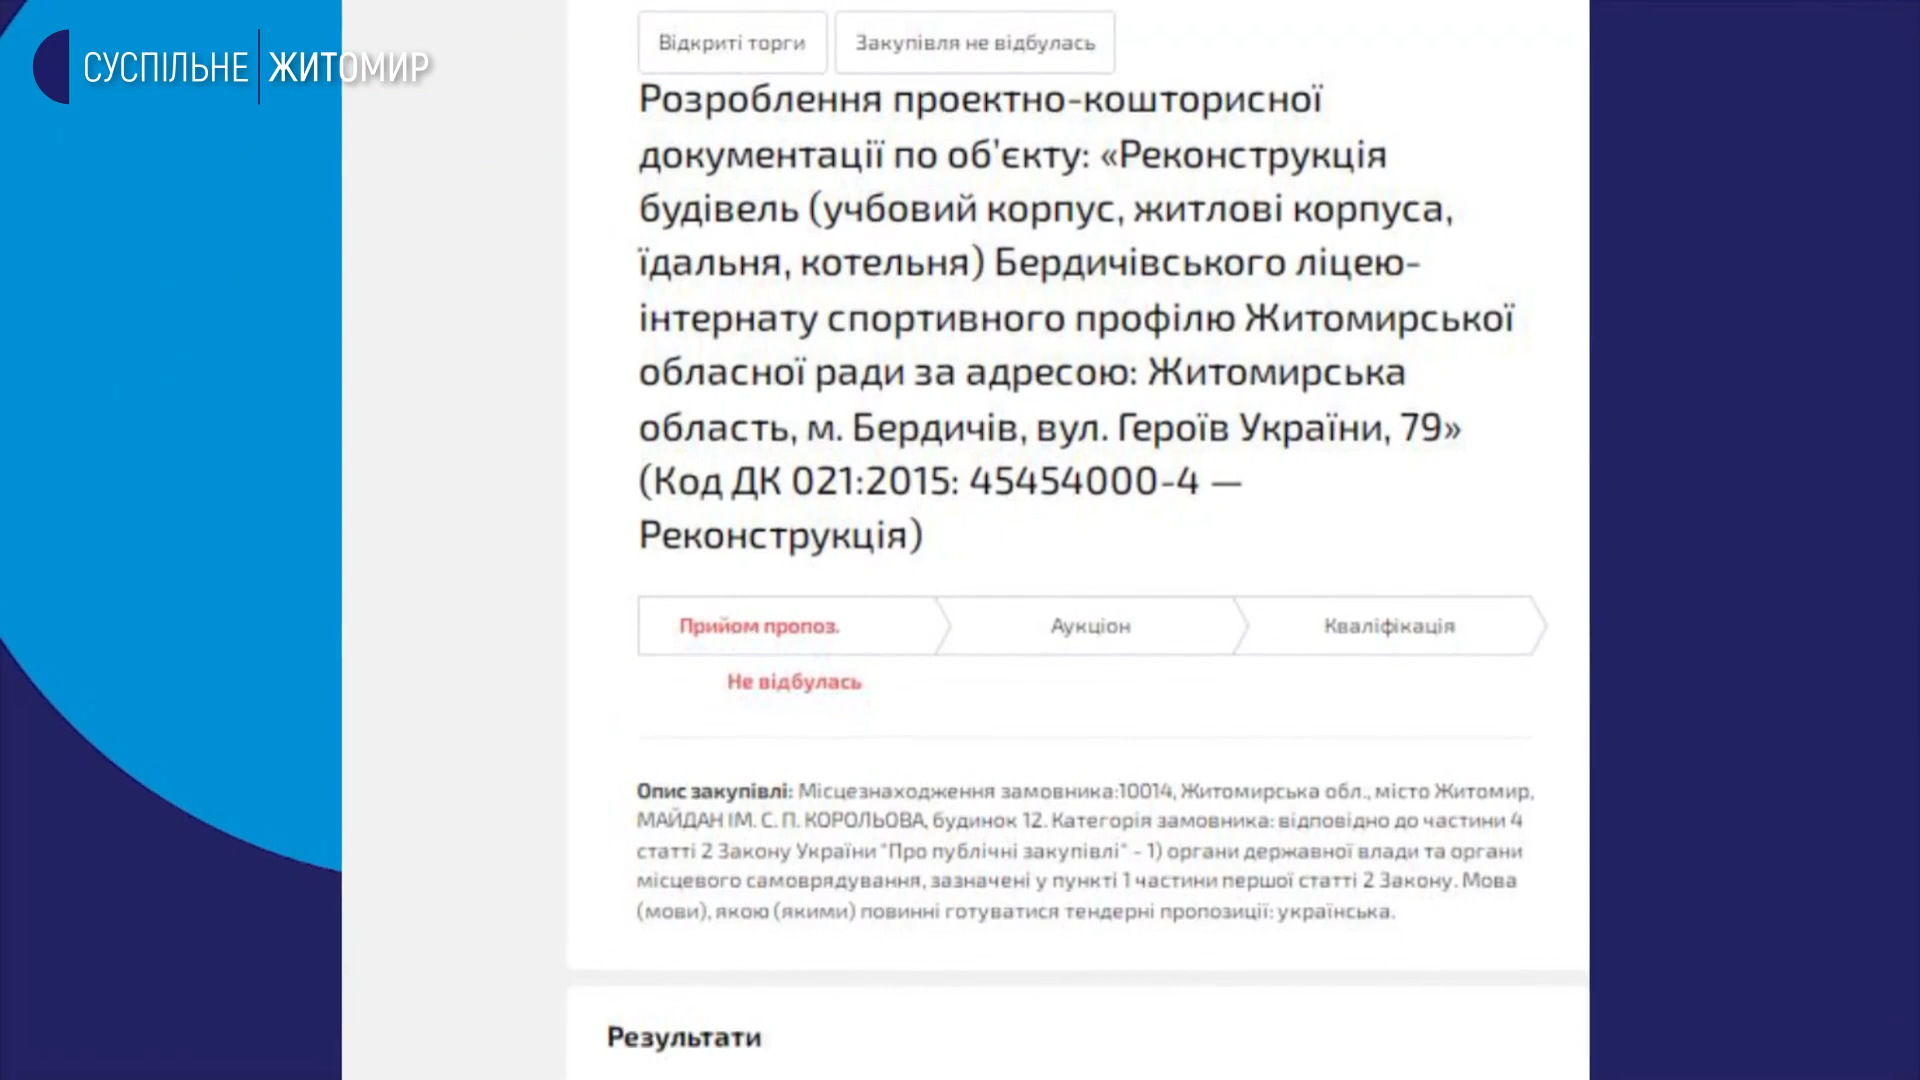 СУСПІЛЬНЕ ЖИТОМИР
Відкриті торги Закупівля не відбулась
Розроблення проектно-кошторисної
документації по об'єкту: «Реконструкція
будівель (учбовий корпус, житлові корпуса,
їдальня, котельня) Бердичівського ліцею-
інтернату спортивного профілю Житомирської
обласної ради за адресою: Житомирська
область, м. Бердичів, вул. Героїв України, 79»
(Код ДК 021:2015: 45454000-4 —
Реконструкція)
Прийом пропоз. Аукціон Кваліфікація
Не відбулась
Опис закупівлі: Місцезнаходження замовника:10014, Житомирська обл., місто Житомир,
МАЙДАН ІМ. С. П. КОРОЛЬОВА, будинок 12. Категорія замовника: відповідно до частини 4
статті 2 Закону України "Про публічні закупівлі" - 1) органи державної влади та органи
місцевого самоврядування, зазначені у пункті 1 частини першої статті 2 Закону. Мова
(мови), якою (якими) повинні готуватися тендерні пропозиції: українська.
Результати